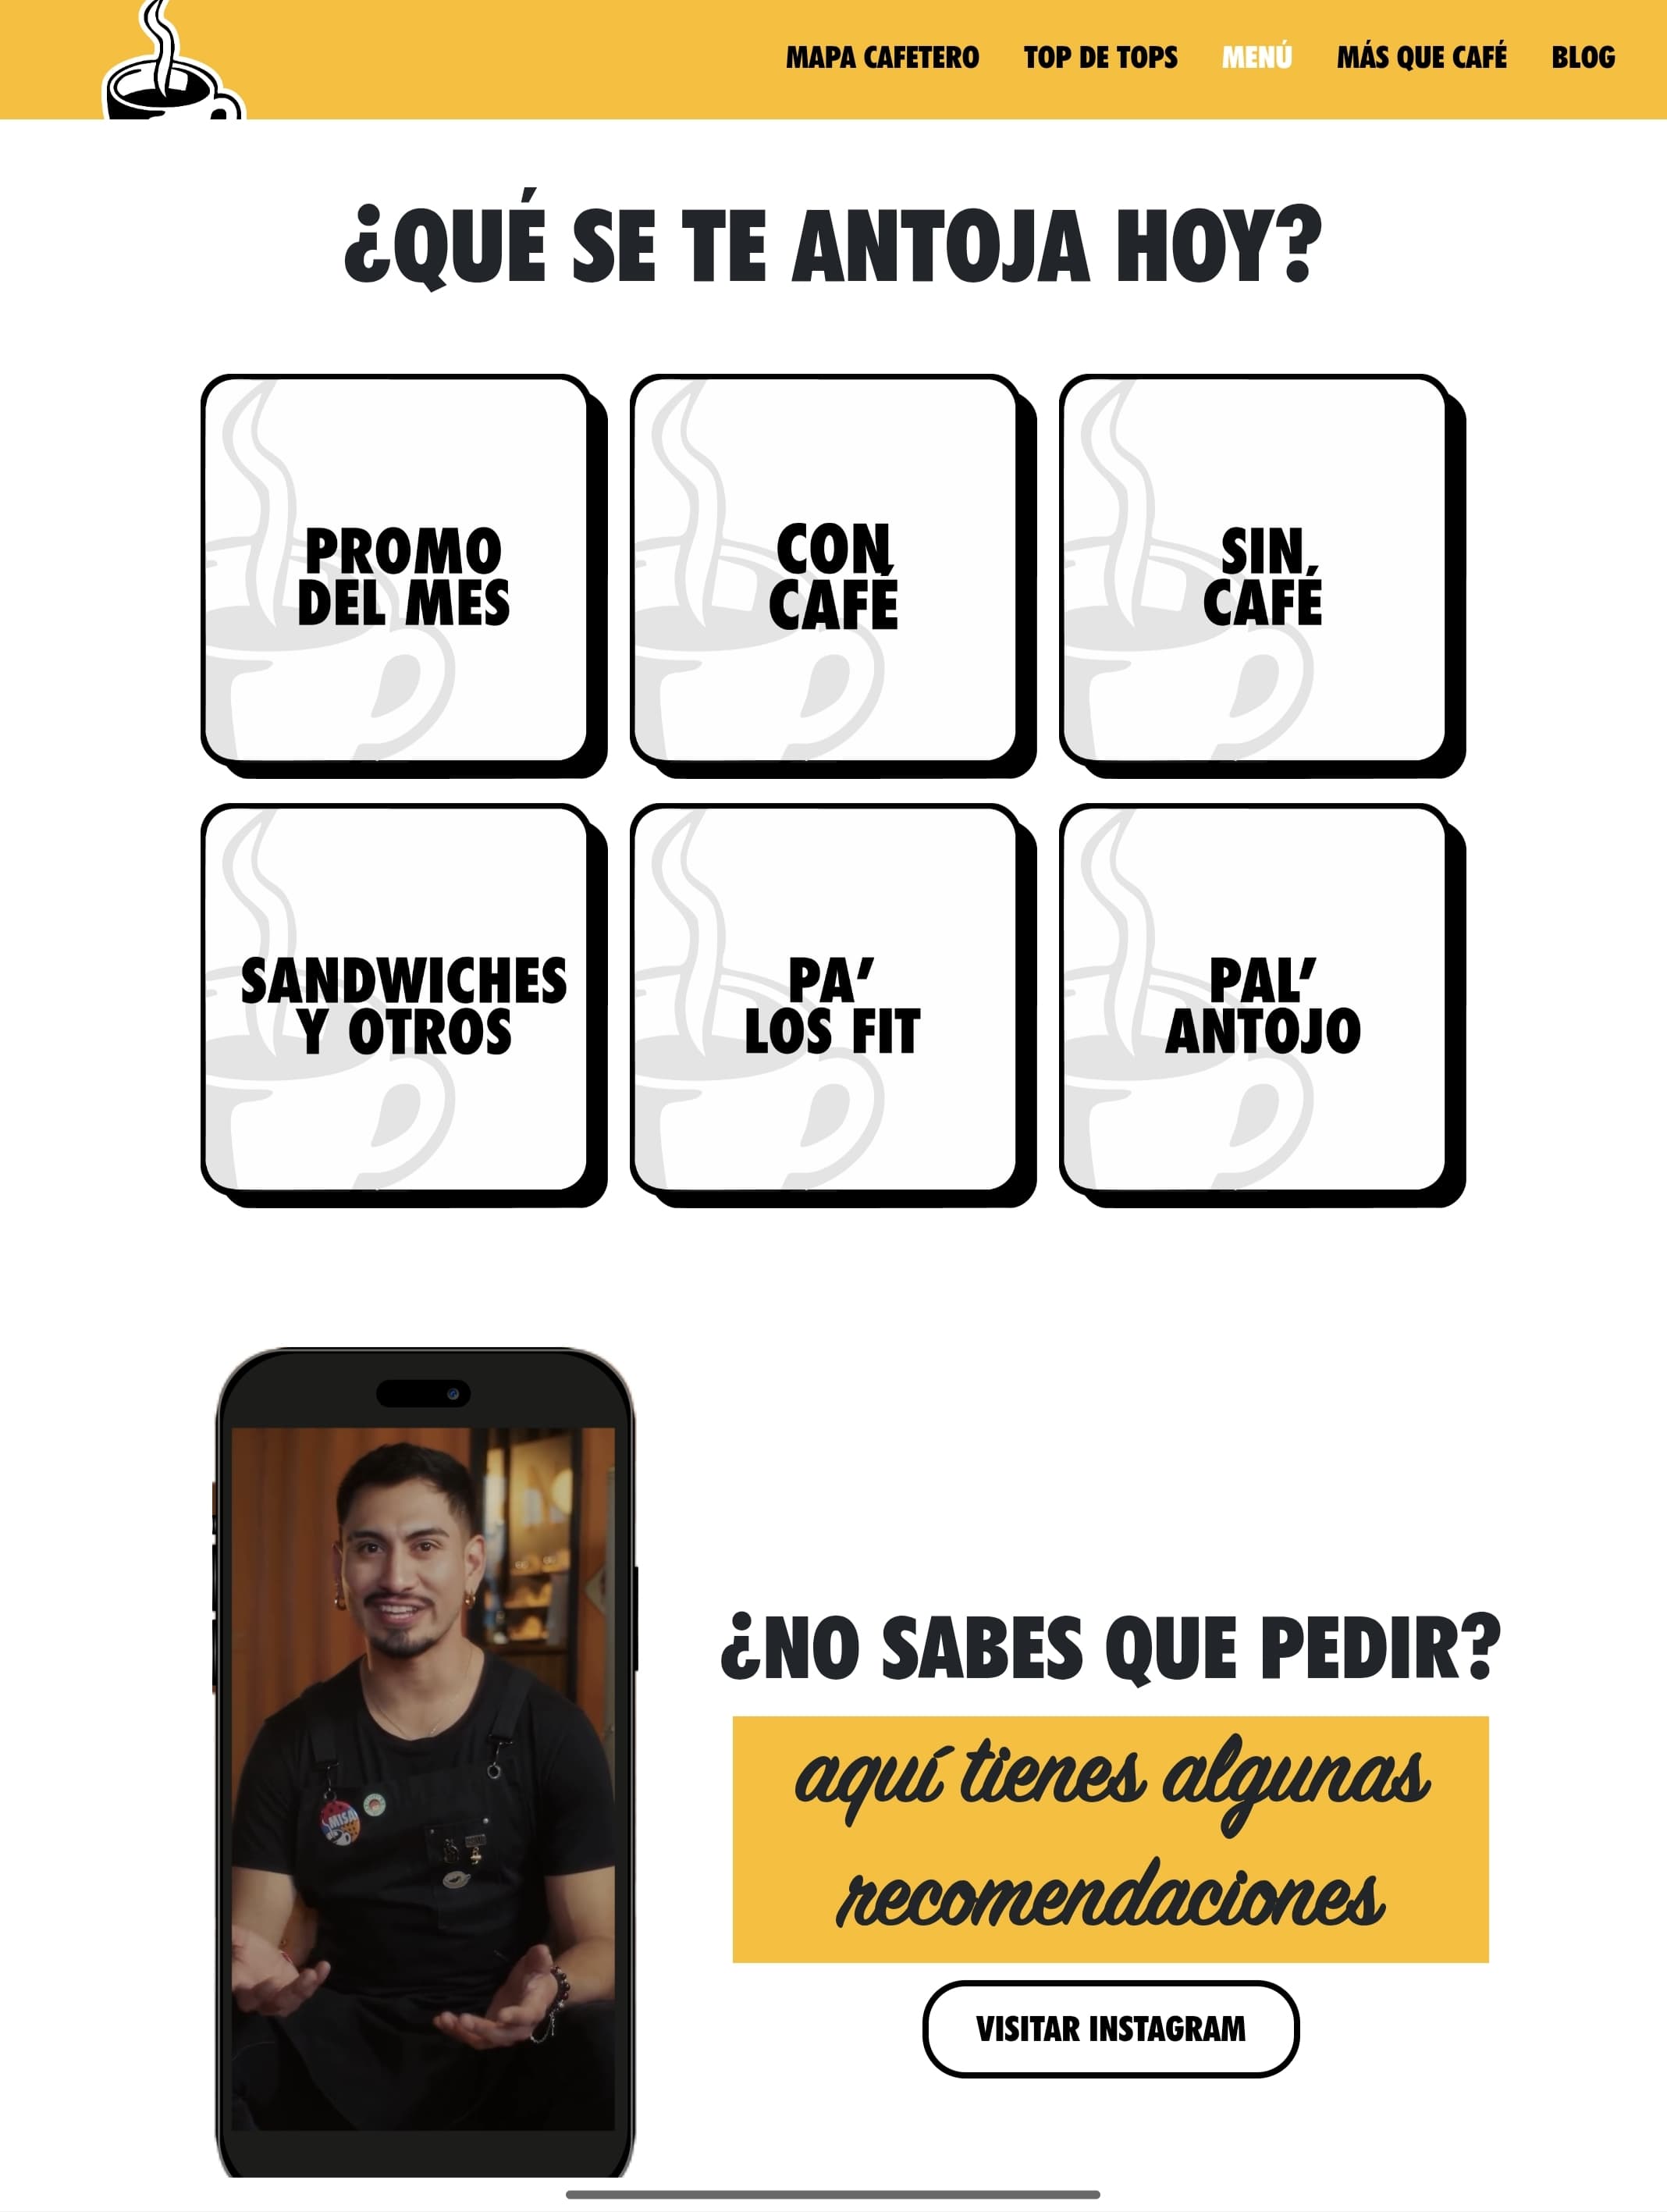 MAPA CAFETERO TOP DE TOPS MENÚ MÁS QUE CAFÉ BLOG
¿QUÉ SE TE ANTOJA HOY?
PROMO
DEL MES
CON
CAFÉ
SIN
CAFÉ
SANDWICHES
Y OTROS
PA'
LOS FIT
PAL'
ANTOJO
MISA
¿NO SABES QUE PEDIR?
aquí tienes algunas
recomendaciones
VISITAR INSTAGRAM